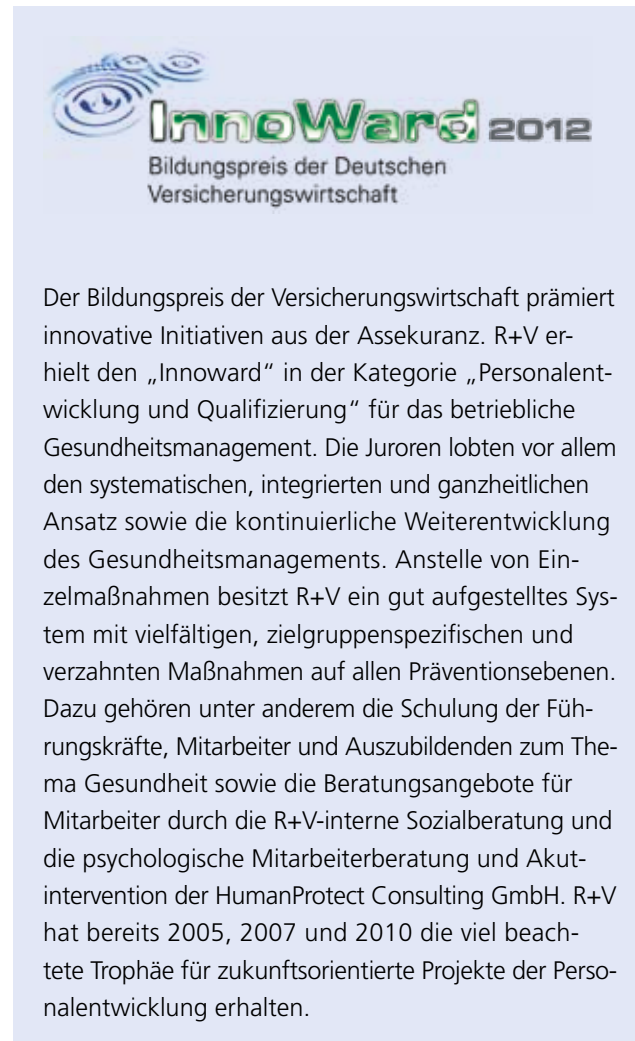 InnoWard 2012
Bildungspreis der Deutschen
Versicherungswirtschaft
Der Bildungspreis der Versicherungswirtschaft prämiert
innovative Initiativen aus der Assekuranz. R+V er-
hielt den „Innoward“ in der Kategorie „Personalent-
wicklung und Qualifizierung“ für das betriebliche
Gesundheitsmanagement. Die Juroren lobten vor allem
den systematischen, integrierten und ganzheitlichen
Ansatz sowie die kontinuierliche Weiterentwicklung
des Gesundheitsmanagements. Anstelle von Ein-
zelmaßnahmen besitzt R+V ein gut aufgestelltes Sys-
tem mit vielfältigen, zielgruppenspezifischen und
verzahnten Maßnahmen auf allen Präventionsebenen.
Dazu gehören unter anderem die Schulung der Füh-
rungskräfte, Mitarbeiter und Auszubildenden zum The-
ma Gesundheit sowie die Beratungsangebote für
Mitarbeiter durch die R+V-interne Sozialberatung und
die psychologische Mitarbeiterberatung und Akut-
intervention der HumanProtect Consulting GmbH. R+V
hat bereits 2005, 2007 und 2010 die viel beach-
tete Trophäe für zukunftsorientierte Projekte der Perso-
nalentwicklung erhalten.